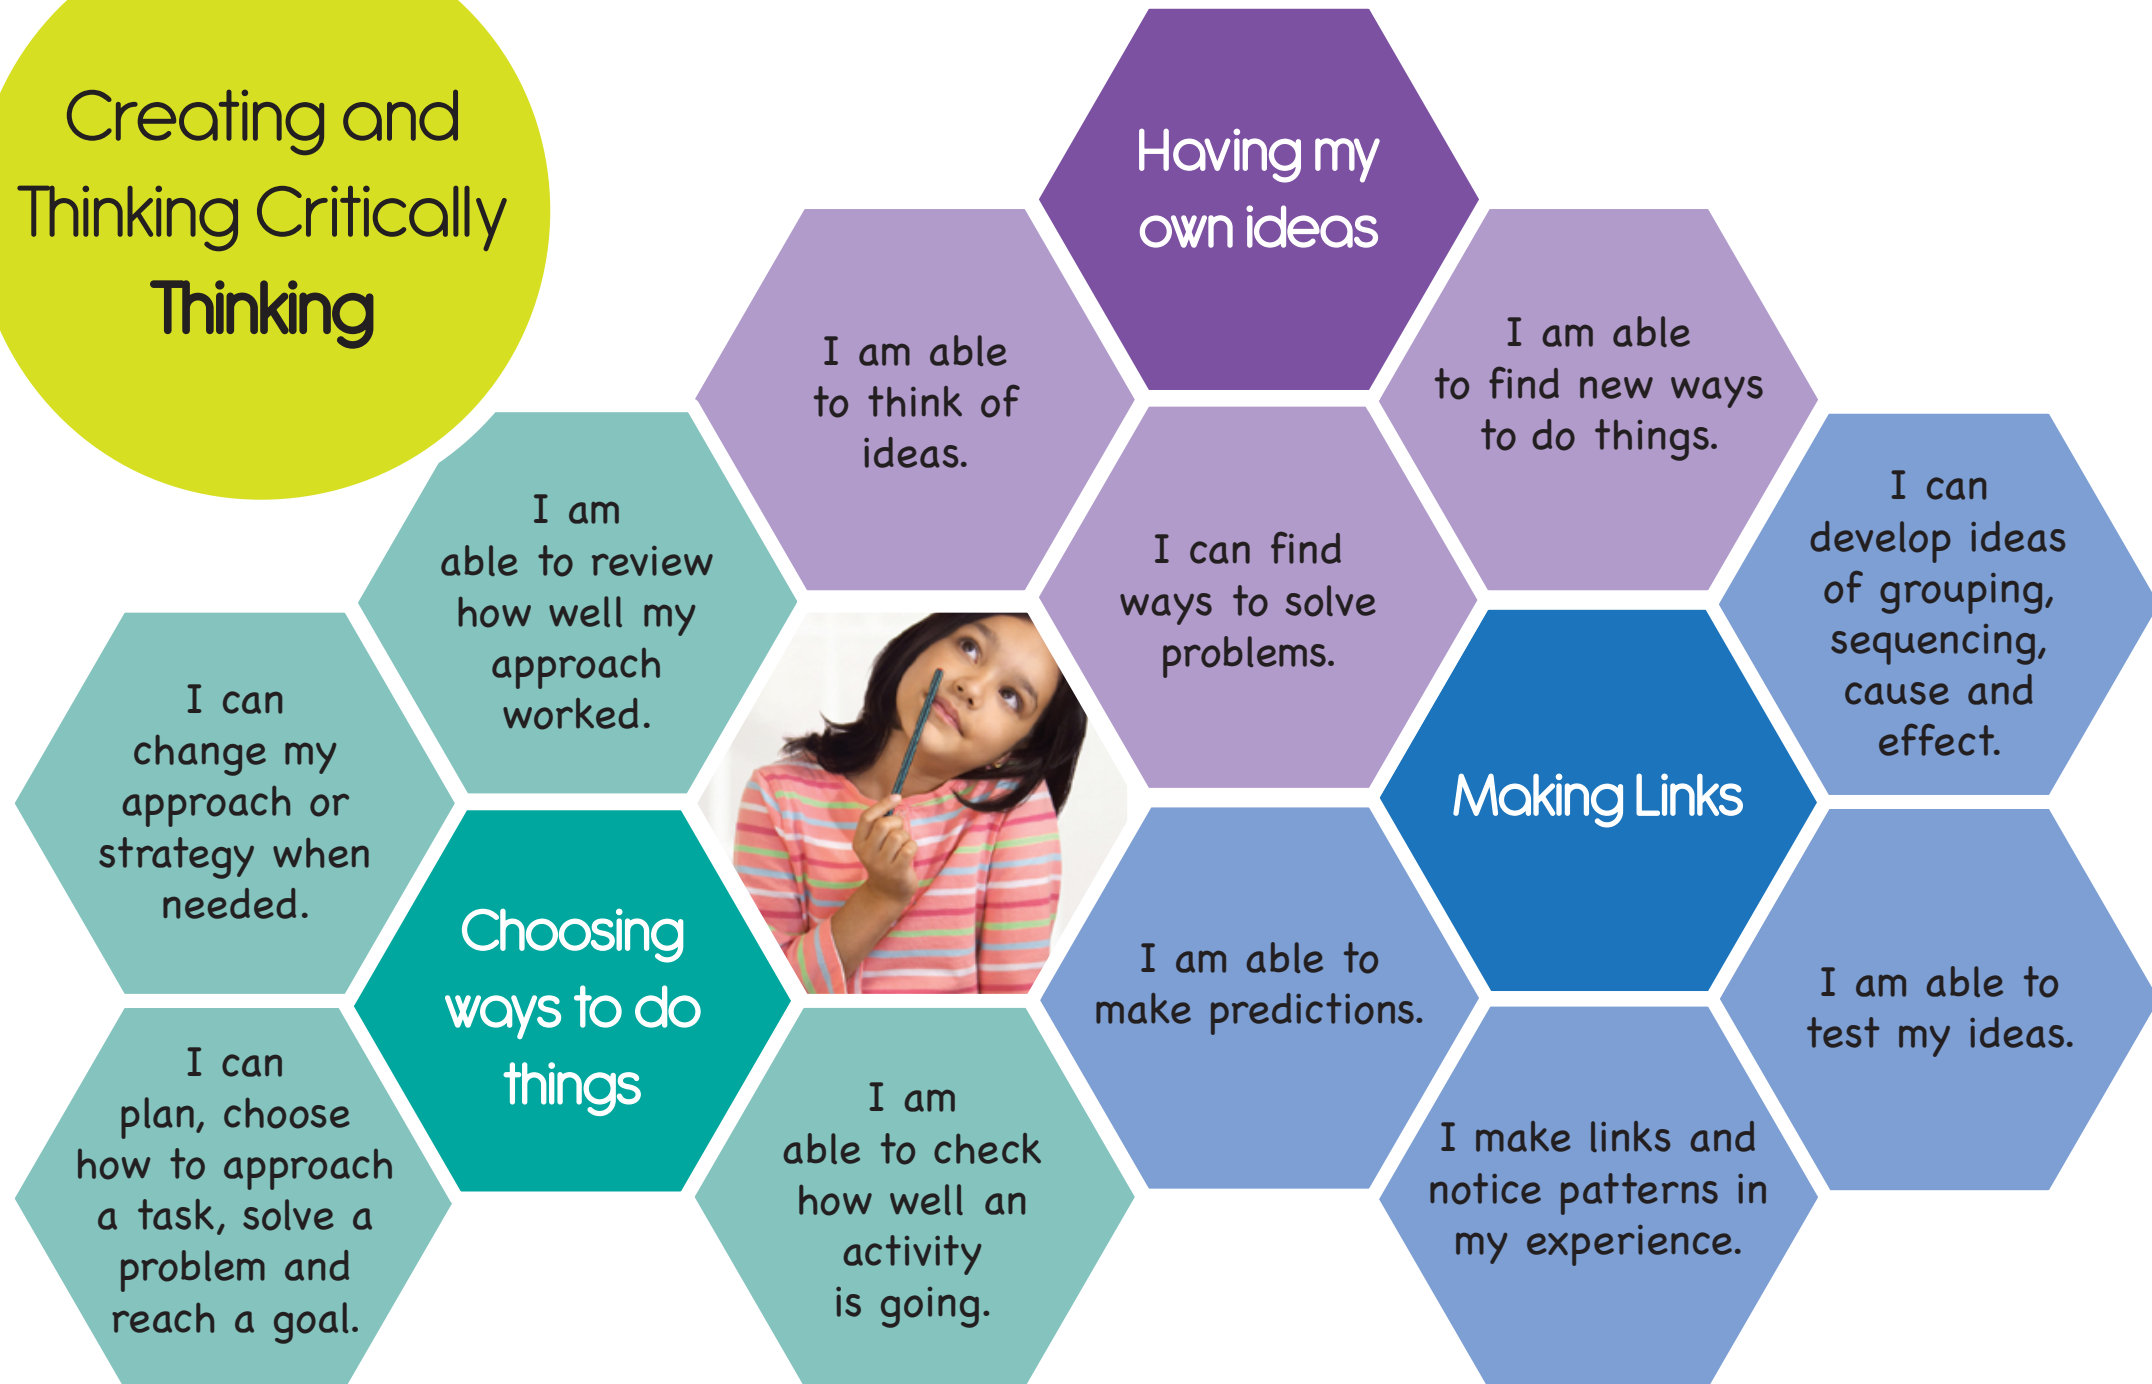 Creating and
Thinking Critically
Thinking
Having my
own ideas
I am able
to think of
ideas.
I am able
to find new ways
to do things.
I can find
ways to solve
problems.
I can
develop ideas
of grouping,
sequencing,
cause and
effect.
Making Links
I am able to
make predictions.
I am able to
test my ideas.
I make links and
notice patterns in
my experience.
I am
able to review
how well my
approach
worked.
I can
change my
approach or
strategy when
needed.
Choosing
ways to do
things
I can
plan, choose
how to approach
a task, solve a
problem and
reach a goal.
I am
able to check
how well an
activity
is going.